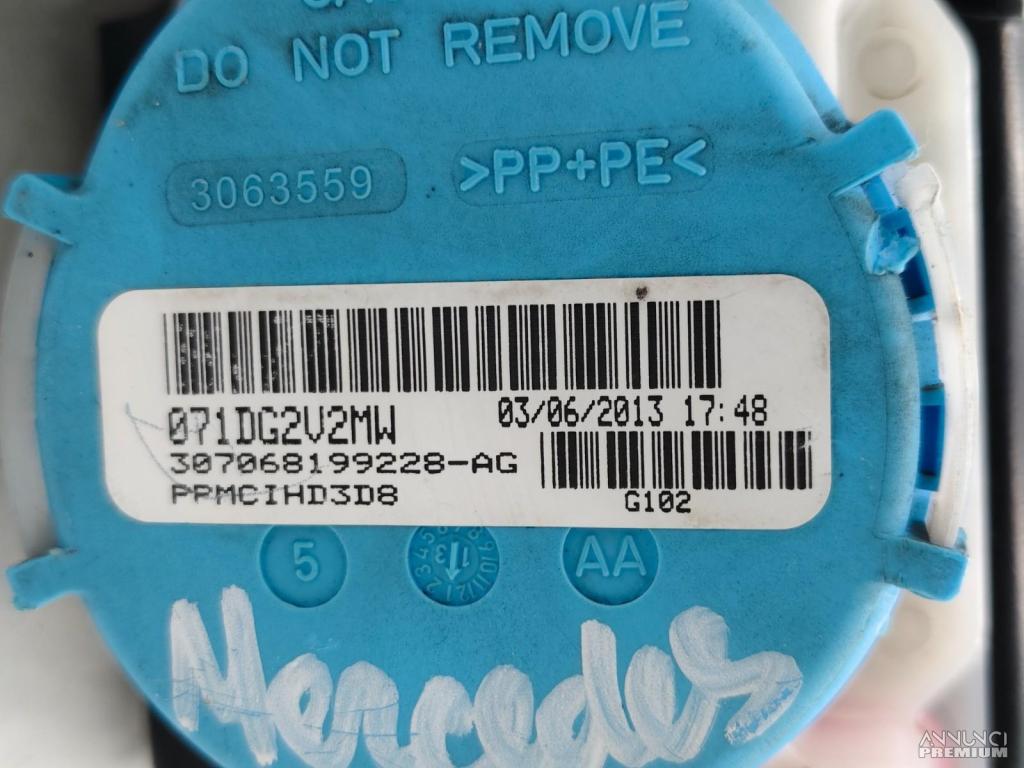 DO NOT REMOVE
3063559
>PP+PE<
071DG2V2MW
03/06/2013 17:48
307068199228-AG
PPMCIHD3D8
G102
5
AA
Mercedes
ANNUNCI
PREMIUM